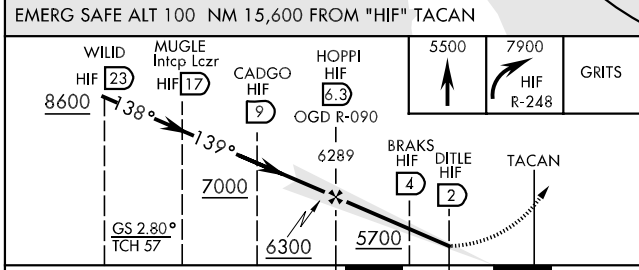 EMERG SAFE ALT 100 NM 15,600 FROM "HIF" TACAN
WILID
HIF 23
MUGLE
Intcp Lczr
HIF 17
CADGO
HIF
9
HOPPI
HIF
6.3
OGD R-090
5500
7900
HIF
R-248
GRITS
8600
138°
139°
6289
BRAKS
HIF
4
DITLE
HIF
2
TACAN
7000
6300
5700
GS 2.80°
TCH 57